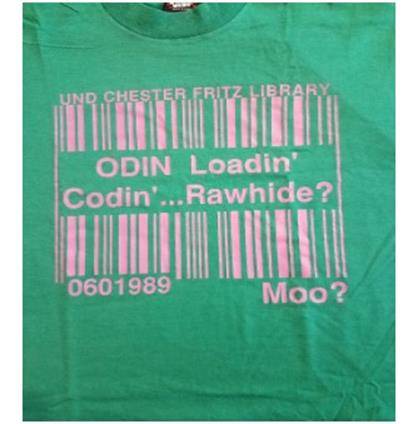 UND CHESTER FRITZ LIBRARY
ODIN Loadin'
Codin'...Rawhide?
0601989
Moo?